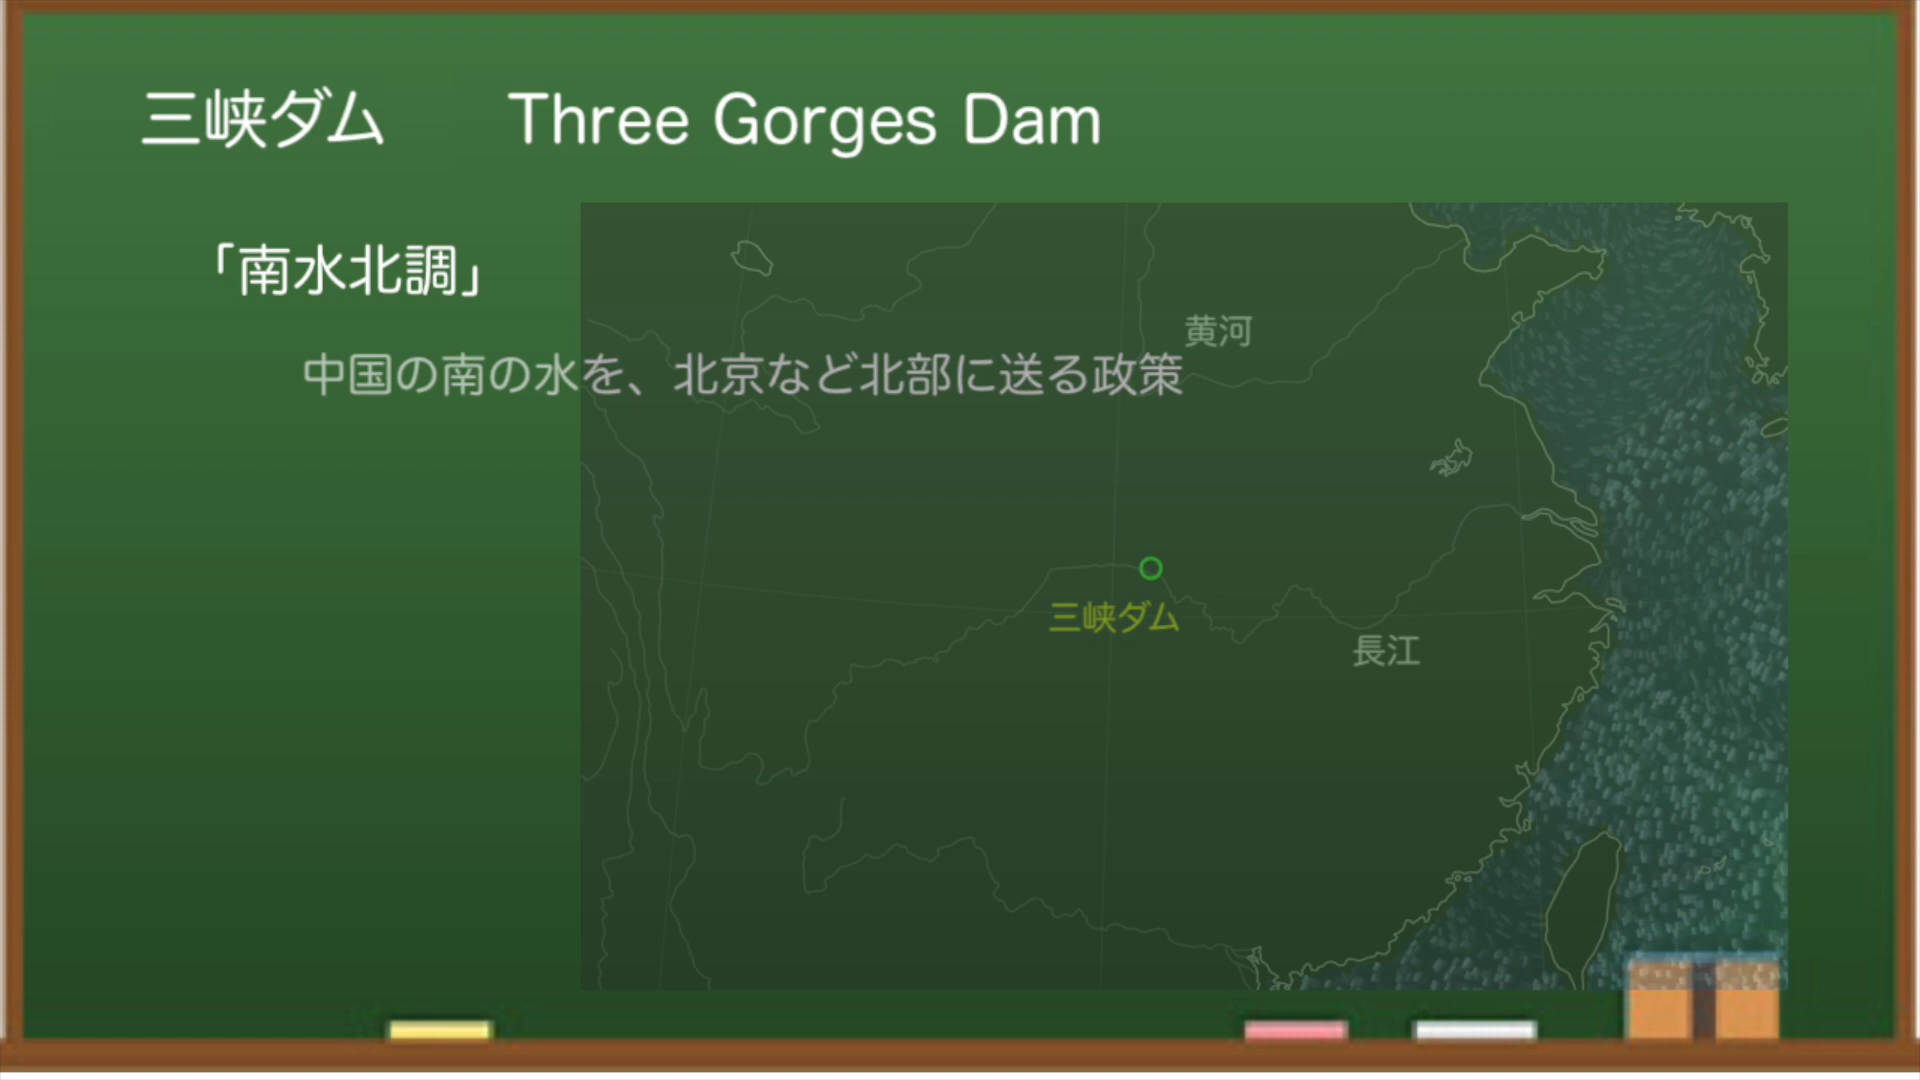 三峡ダム Three Gorges Dam
「南水北調」
中国の南の水を、北京など北部に送る政策
黄河
三峡ダム
長江